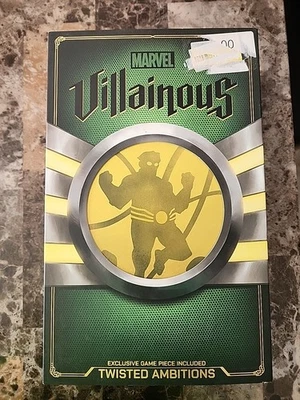 MARVEL
Villainous
EXCLUSIVE GAME PIECE INCLUDED
TWISTED AMBITIONS